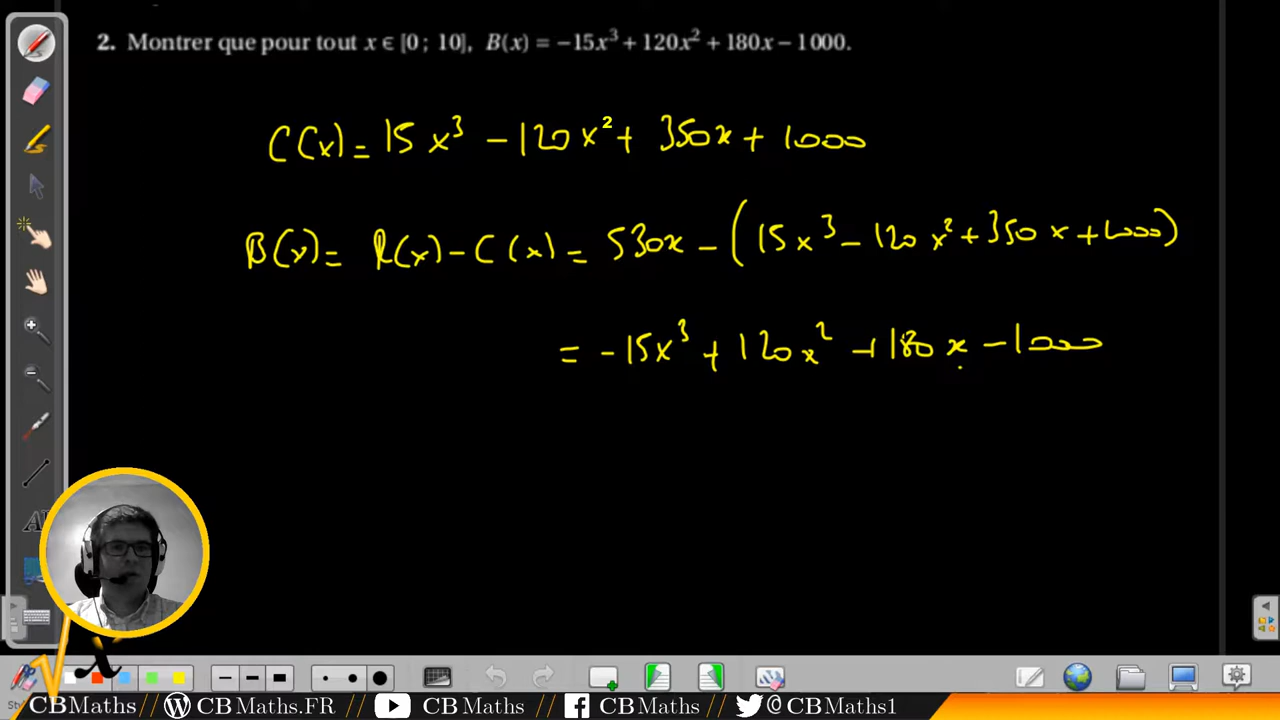 2. Montrer que pour tout x ∈ [0 ; 10], B(x) = −15x³ + 120x² + 180x − 1000.
C(x) = 15x³ − 120x² + 350x + 1000
B(x) = R(x) − C(x) = 530x − (15x³ − 120x² + 350x + 1000)
= −15x³ + 120x² + 180x − 1000
√x
CBMaths CBMaths.FR CBMaths CBMaths @CBMaths1